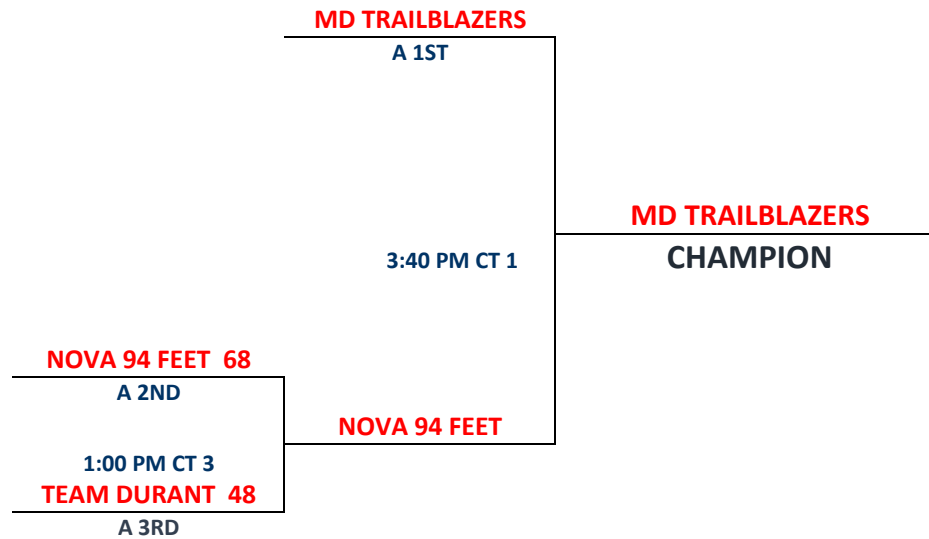 MD TRAILBLAZERS
A 1ST
MD TRAILBLAZERS
CHAMPION
3:40 PM CT 1
NOVA 94 FEET 68
A 2ND
NOVA 94 FEET
1:00 PM CT 3
TEAM DURANT 48
A 3RD